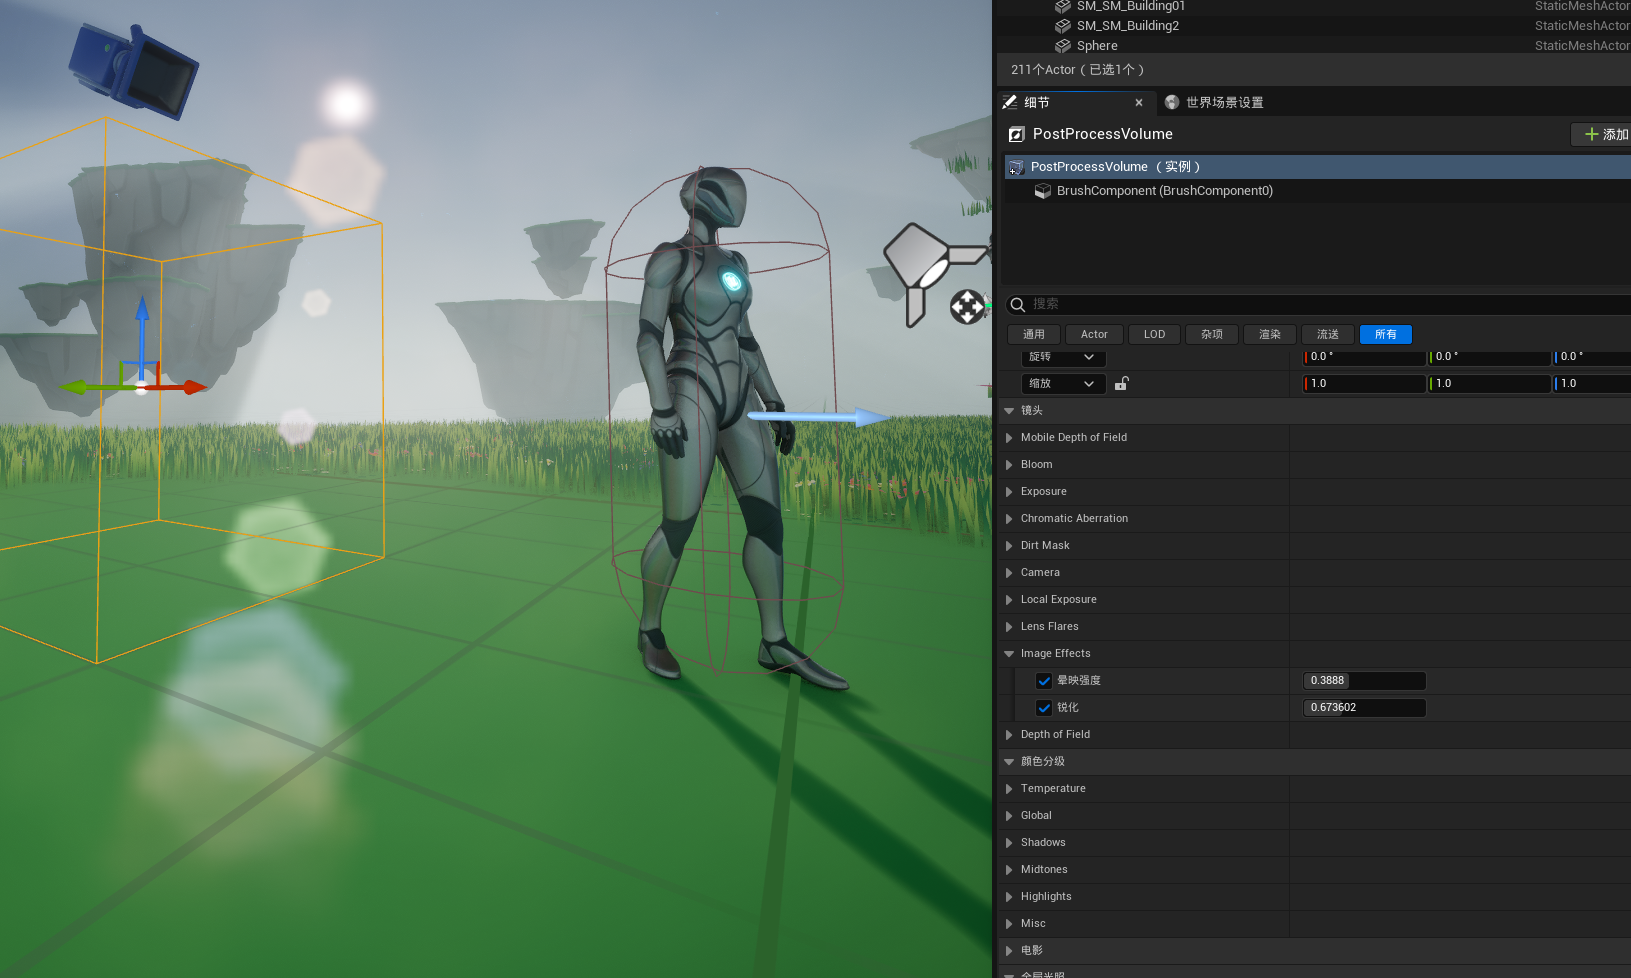 SM_SM_Building01 StaticMeshActor
SM_SM_Building2 StaticMeshActor
Sphere StaticMeshActor
211个Actor（已选1个）
细节 × 世界场景设置
PostProcessVolume 添加
PostProcessVolume （实例）
BrushComponent (BrushComponent0)
搜索
通用 Actor LOD 杂项 渲染 流送 所有
旋转 0.0 ° 0.0 ° 0.0 °
缩放 1.0 1.0 1.0
镜头
Mobile Depth of Field
Bloom
Exposure
Chromatic Aberration
Dirt Mask
Camera
Local Exposure
Lens Flares
Image Effects
晕映强度 0.3888
锐化 0.673602
Depth of Field
颜色分级
Temperature
Global
Shadows
Midtones
Highlights
Misc
电影
全局光照